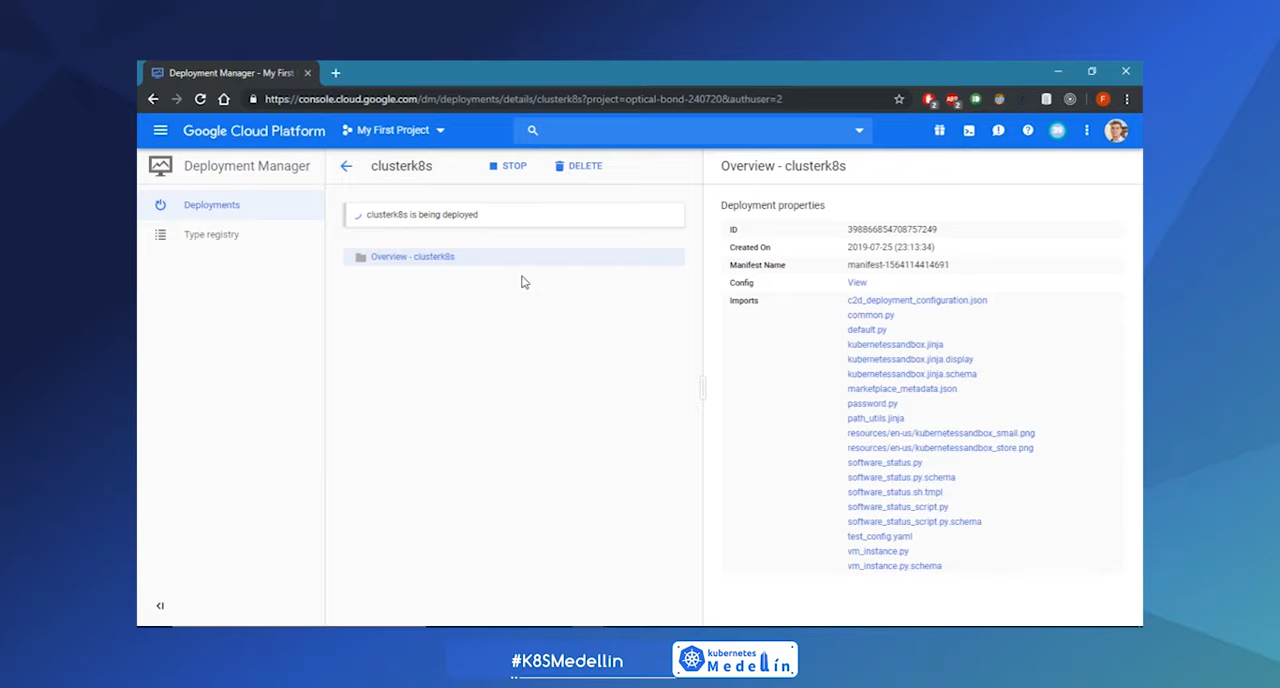 Deployment Manager - My First
https://console.cloud.google.com/dm/deployments/details/clusterk8s?project=optical-bond-240720&authuser=2
Google Cloud Platform
My First Project
Deployment Manager
clusterk8s
STOP
DELETE
Overview - clusterk8s
Deployments
Type registry
clusterk8s is being deployed
Overview - clusterk8s
Deployment properties
ID 398866854708757249
Created On 2019-07-25 (23:13:34)
Manifest Name manifest-1564114414691
Config View
Imports c2d_deployment_configuration.json
common.py
default.py
kubernetessandbox.jinja
kubernetessandbox.jinja.display
kubernetessandbox.jinja.schema
marketplace_metadata.json
password.py
path_utils.jinja
resources/en-us/kubernetessandbox_small.png
resources/en-us/kubernetessandbox_store.png
software_status.py
software_status.py.schema
software_status.sh.tmpl
software_status_script.py
software_status_script.py.schema
test_config.yaml
vm_instance.py
vm_instance.py.schema
#K8SMedellin
kubernetes
Medellín